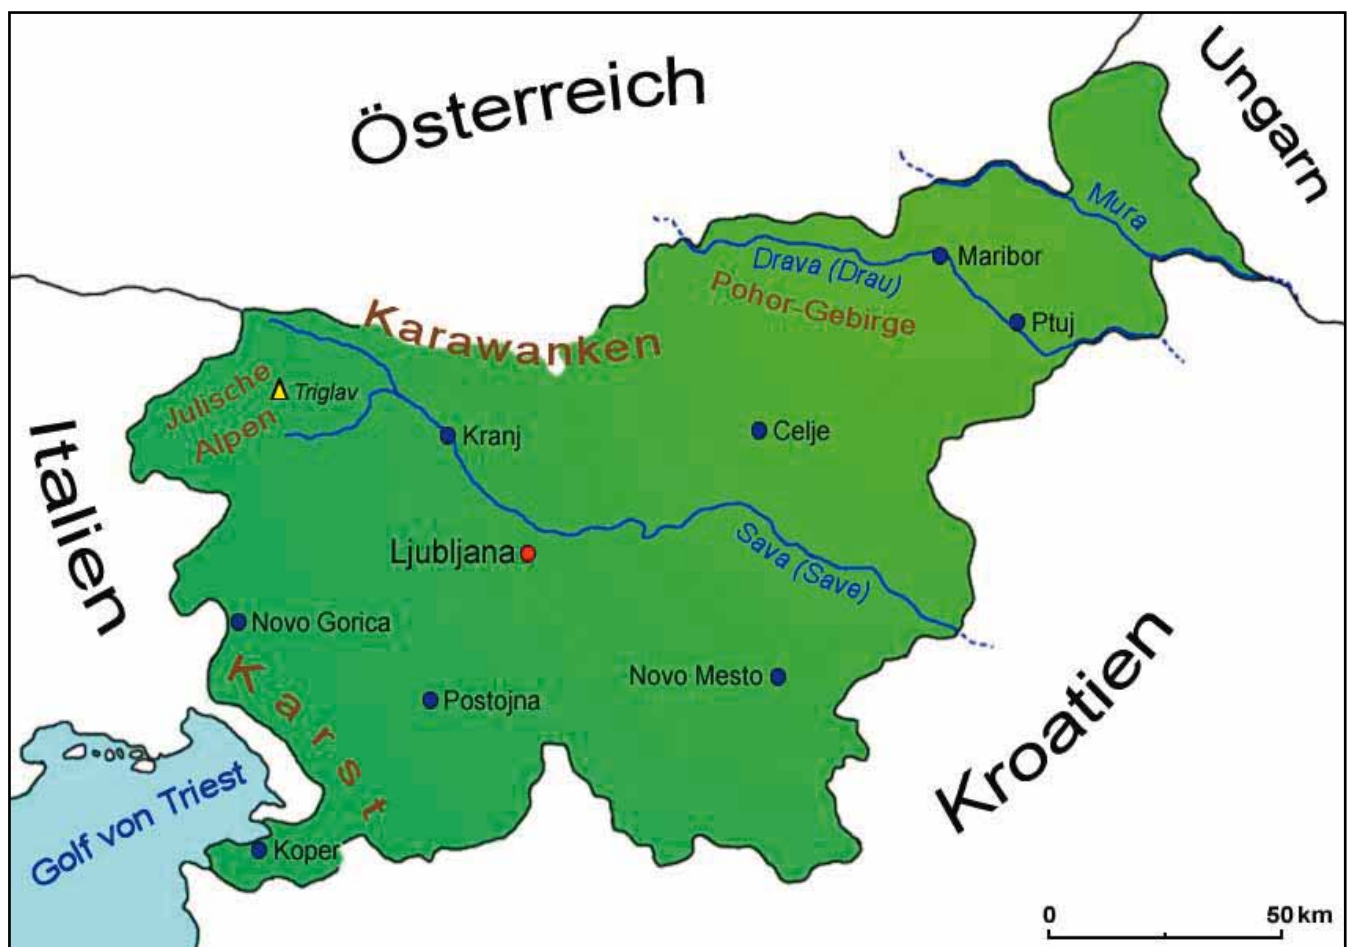 Österreich
Ungarn
Mura
Maribor
Drava (Drau)
Pohor-Gebirge
Ptuj
Karawanken
Julische
Alpen
Triglav
Italien
Kranj
Celje
Ljubljana
Sava (Save)
Novo Gorica
Karst
Novo Mesto
Postojna
Kroatien
Golf von Triest
Koper
0 50 km